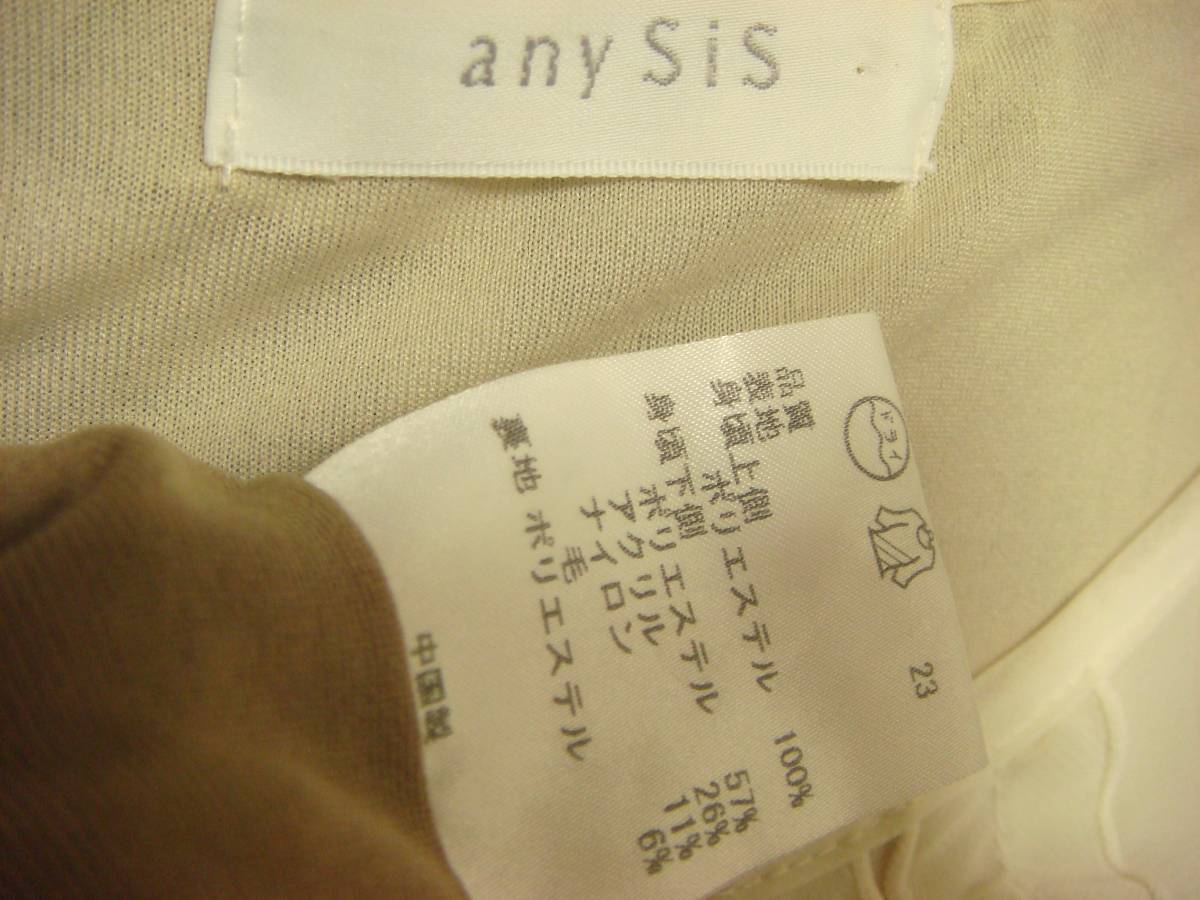 any SiS
ドライ
23
品質
表地
身頃上側
ポリエステル 100%
身頃下側
ポリエステル 57%
アクリル 26%
ナイロン 11%
毛 6%
裏地 ポリエステル
中国製